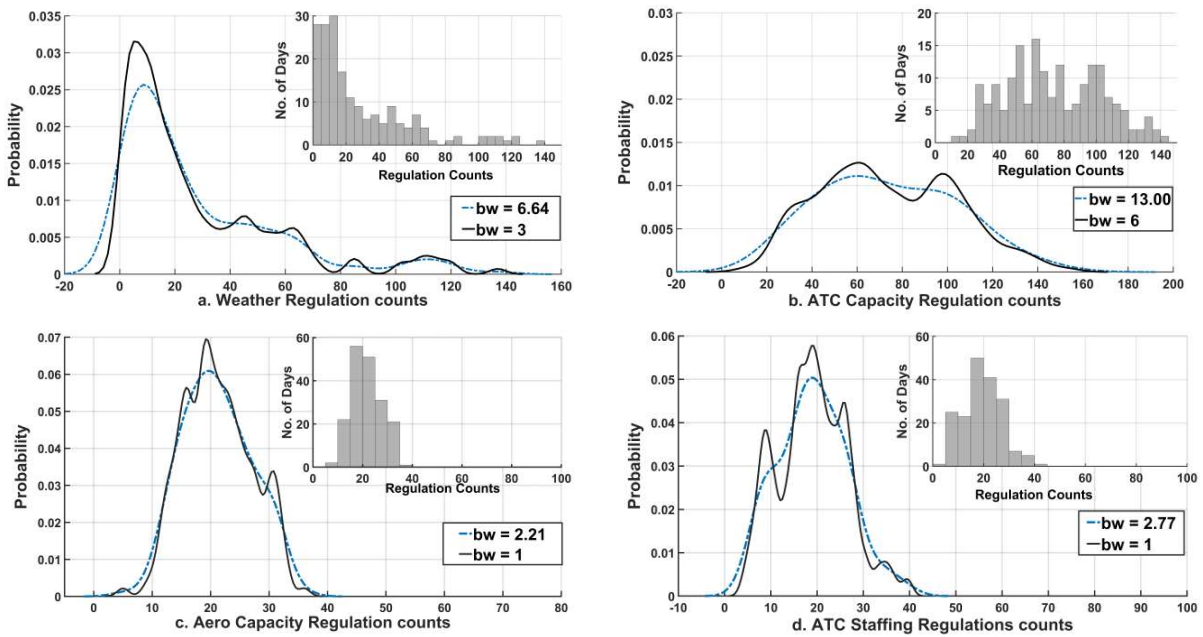 0.035
0.03
0.025
0.02
0.015
0.01
0.005
0
-20 0 20 40 60 80 100 120 140 160
Probability
a. Weather Regulation counts
30
20
10
0
0 20 40 60 80 100 120 140
No. of Days
Regulation Counts
bw = 6.64
bw = 3
0.03
0.025
0.02
0.015
0.01
0.005
0
-20 0 20 40 60 80 100 120 140 160 180 200
Probability
b. ATC Capacity Regulation counts
20
15
10
5
0
0 20 40 60 80 100 120 140
No. of Days
Regulation Counts
bw = 13.00
bw = 6
0.07
0.06
0.05
0.04
0.03
0.02
0.01
0
0 10 20 30 40 50 60 70 80
Probability
c. Aero Capacity Regulation counts
60
40
20
0
0 20 40 60 80 100
No. of Days
Regulation Counts
bw = 2.21
bw = 1
0.06
0.05
0.04
0.03
0.02
0.01
0
-10 0 10 20 30 40 50 60 70 80 90 100
Probability
d. ATC Staffing Regulations counts
60
40
20
0
0 20 40 60 80 100
No. of Days
Regulation Counts
bw = 2.77
bw = 1